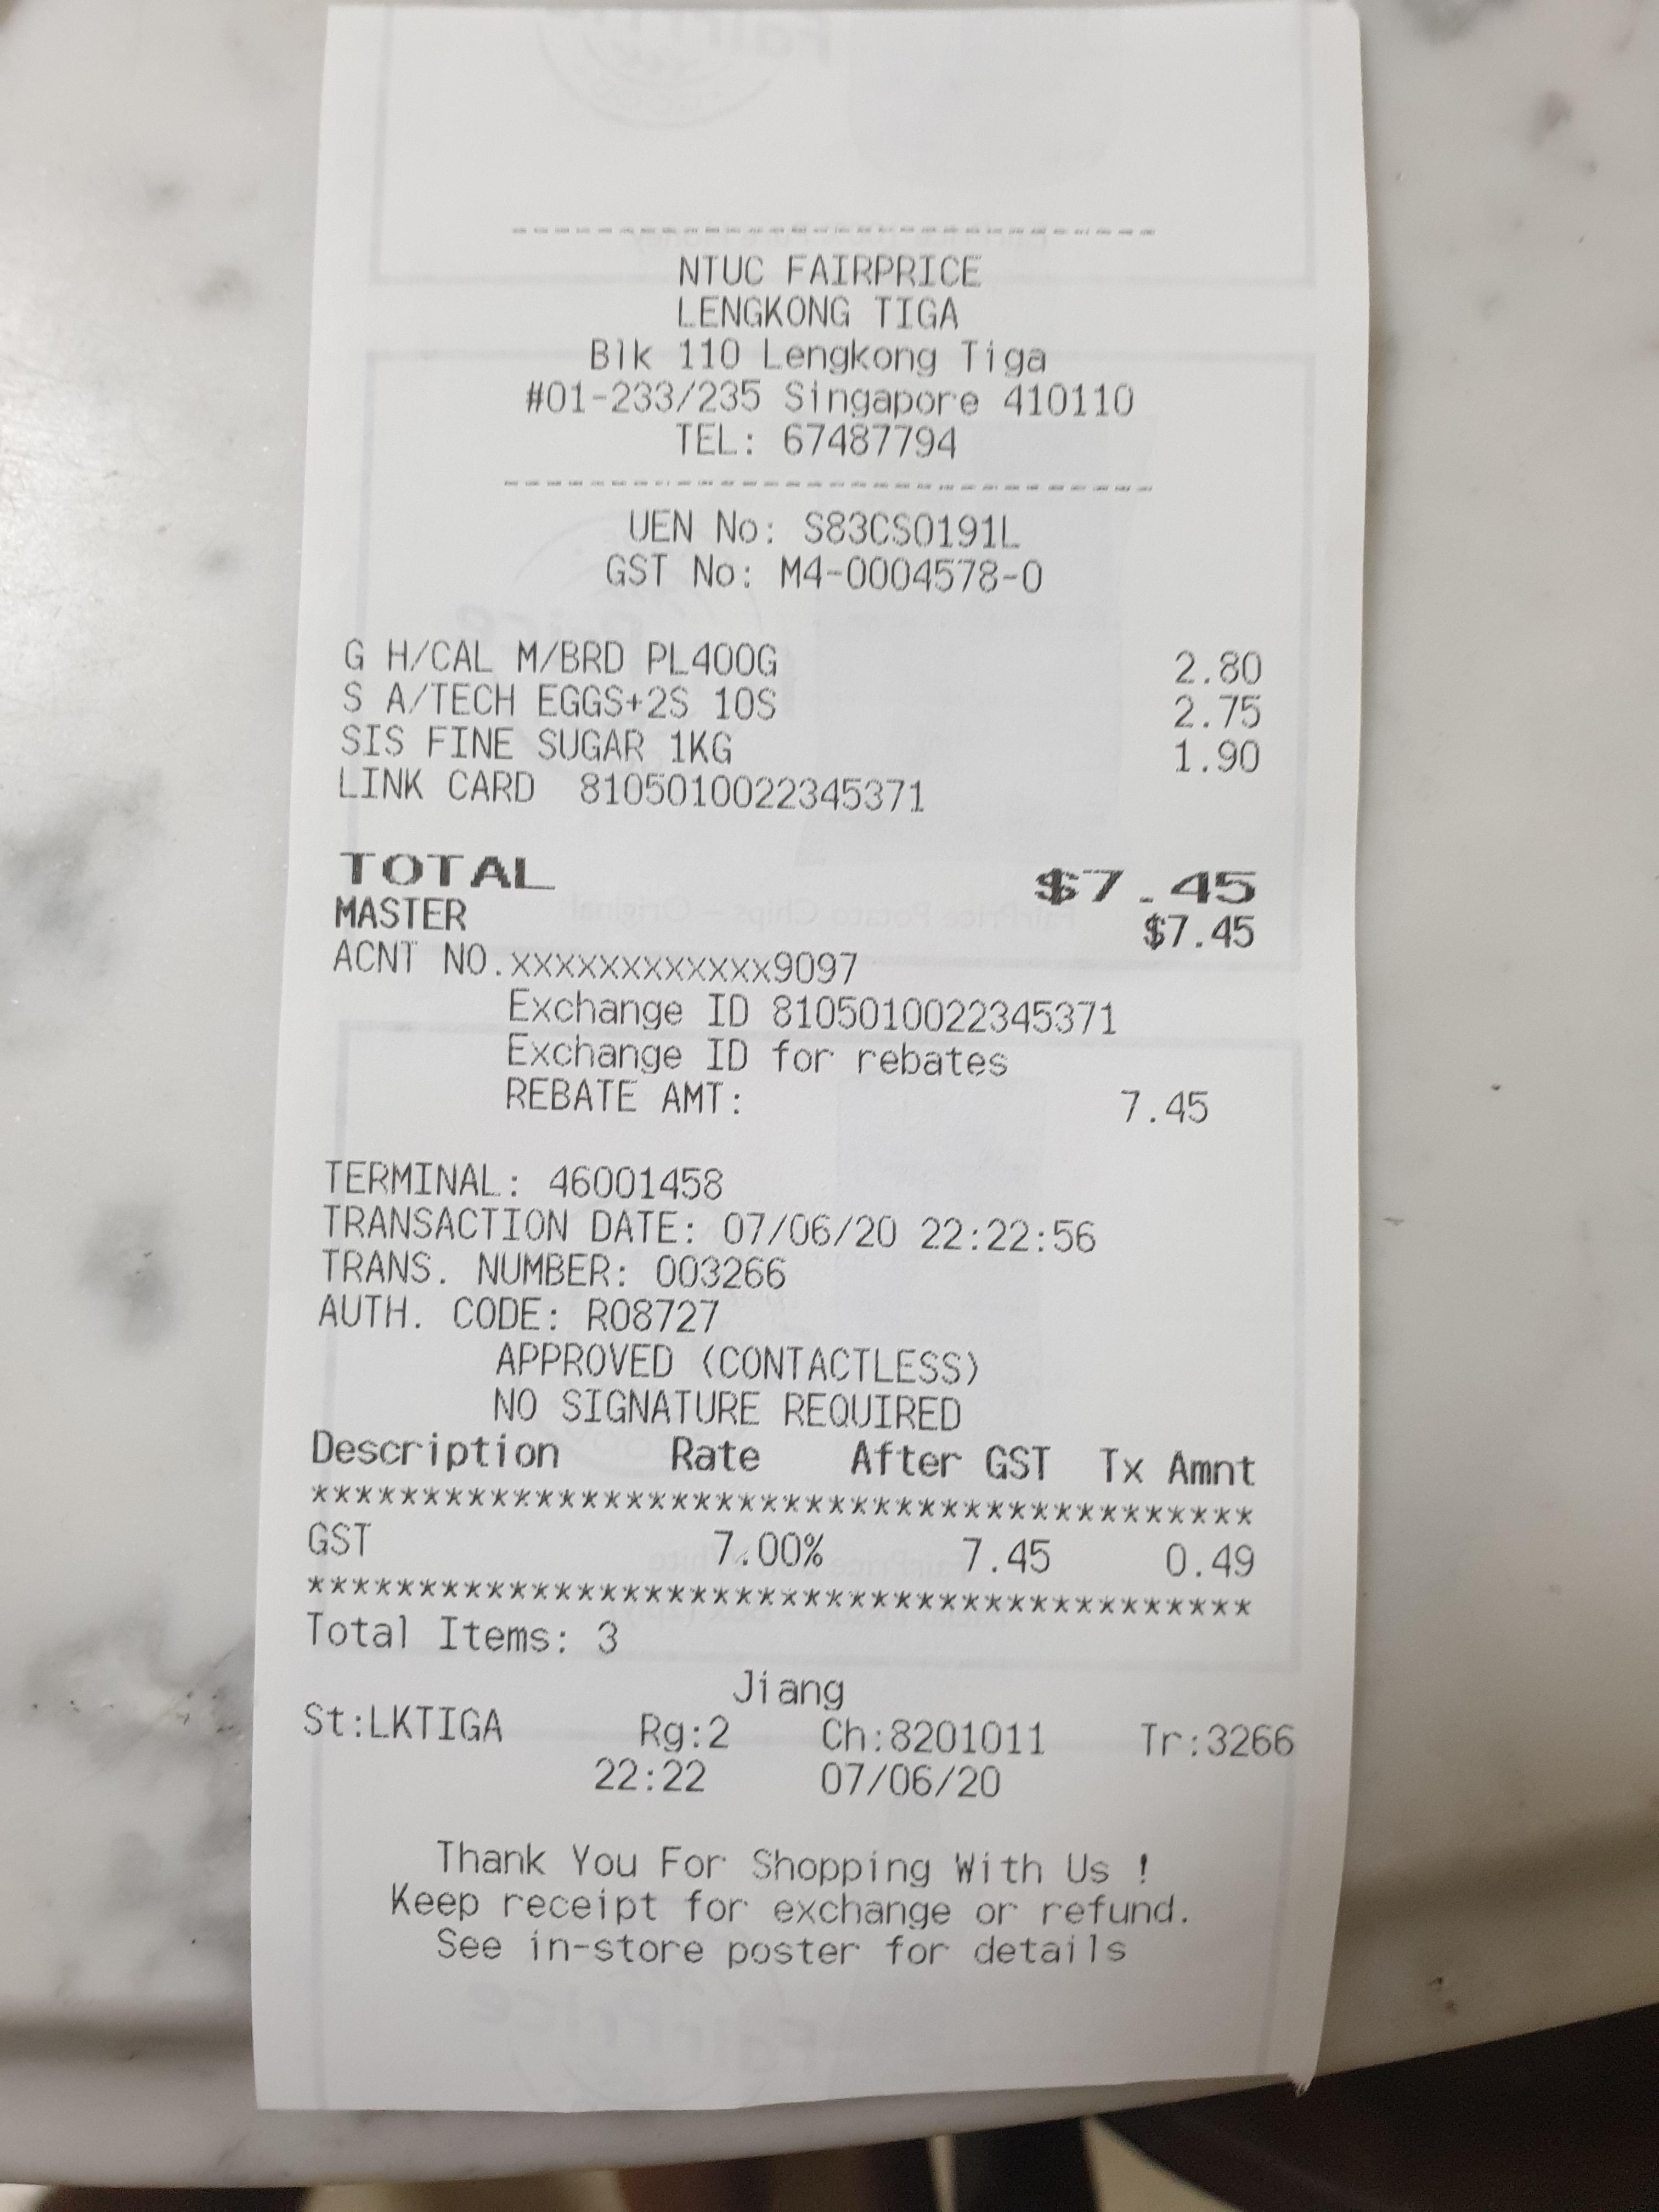 NTUC FAIRPRICE
LENGKONG TIGA
Blk 110 Lengkong Tiga
#01-233/235 Singapore 410110
TEL: 67487794
UEN No: S83CS0191L
GST No: M4-0004578-0
G H/CAL M/BRD PL400G 2.80
S A/TECH EGGS+2S 10S 2.75
SIS FINE SUGAR 1KG 1.90
LINK CARD 8105010022345371
TOTAL $7.45
MASTER $7.45
ACNT NO.xxxxxxxxxxxx9097
Exchange ID 8105010022345371
Exchange ID for rebates
REBATE AMT: 7.45
TERMINAL: 46001458
TRANSACTION DATE: 07/06/20 22:22:56
TRANS. NUMBER: 003266
AUTH. CODE: R08727
APPROVED (CONTACTLESS)
NO SIGNATURE REQUIRED
Description Rate After GST Tx Amnt
******************************************
GST 7.00% 7.45 0.49
******************************************
Total Items: 3
Jiang
St:LKTIGA Rg:2 Ch:8201011 Tr:3266
22:22 07/06/20
Thank You For Shopping With Us !
Keep receipt for exchange or refund.
See in-store poster for details